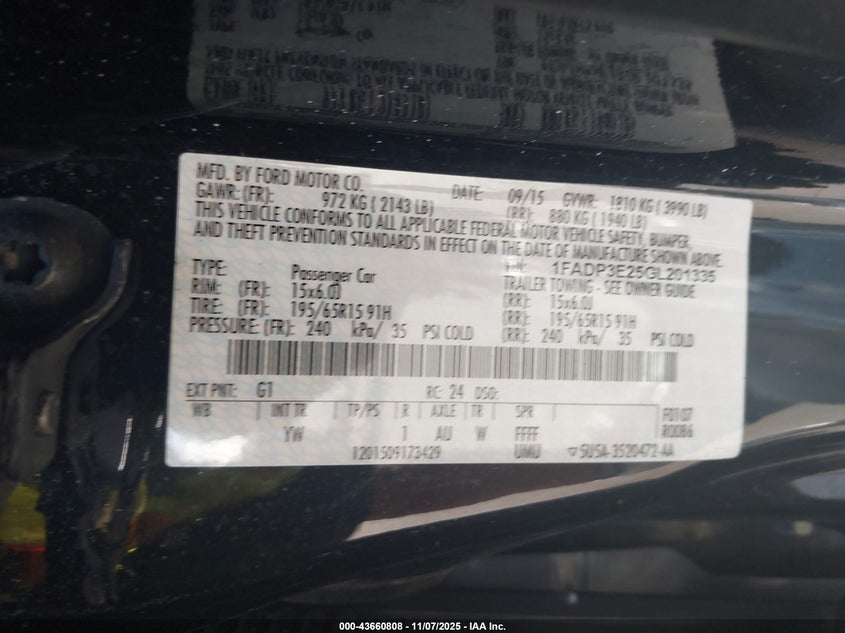 MFD. BY FORD MOTOR CO. DATE: 09/15 GVWR: 1810 KG ( 3990 LB)
GAWR: (FR): 972 KG ( 2143 LB) (RR): 880 KG ( 1940 LB)
THIS VEHICLE CONFORMS TO ALL APPLICABLE FEDERAL MOTOR VEHICLE SAFETY, BUMPER,
AND THEFT PREVENTION STANDARDS IN EFFECT ON THE DATE OF MANUFACTURE SHOWN ABOVE.
VIN: 1FADP3E25GL201335
TYPE: Passenger Car TRAILER TOWING - SEE OWNER GUIDE
RIM: (FR): 15x6.0J (RR): 15x6.0J
TIRE: (FR): 195/65R15 91H (RR): 195/65R15 91H
PRESSURE: (FR): 240 kPa/ 35 PSI COLD (RR): 240 kPa/ 35 PSI COLD
EXT PNT: G1 RC: 24 DSO:
WB INT TR TP/PS R AXLE TR SPR F0107
YW 1 AU W FFFF R0086
1201509173429 UMU ▽5U5A-3520472-AA
000-43660808 - 11/07/2025 - IAA Inc.